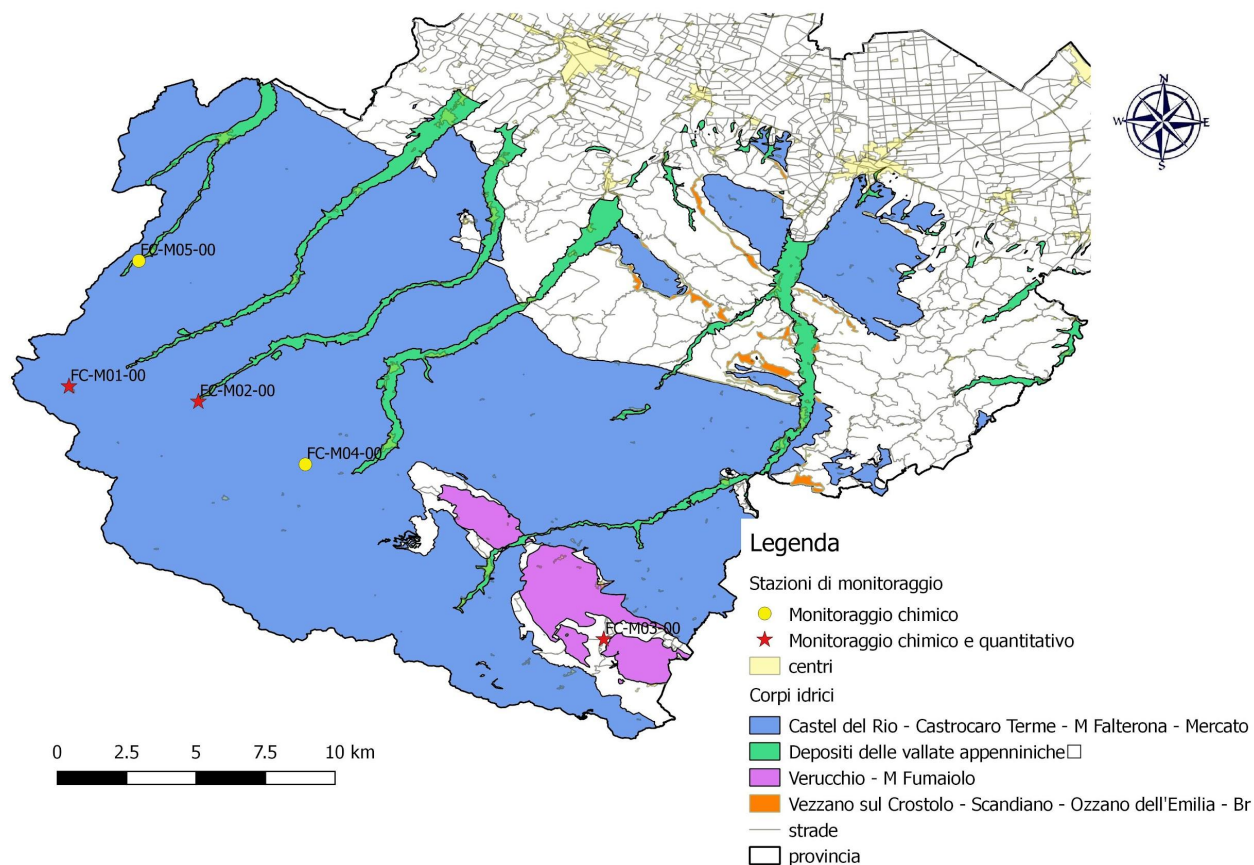 N
W
E
S
FC-M05-00
FC-M01-00
FC-M02-00
FC-M04-00
FC-M03-00
Legenda
Stazioni di monitoraggio
Monitoraggio chimico
Monitoraggio chimico e quantitativo
centri
Corpi idrici
Castel del Rio - Castrocaro Terme - M Falterona - Mercato
Depositi delle vallate appenniniche□
Verucchio - M Fumaiolo
Vezzano sul Crostolo - Scandiano - Ozzano dell'Emilia - Br
strade
provincia
0 2.5 5 7.5 10 km